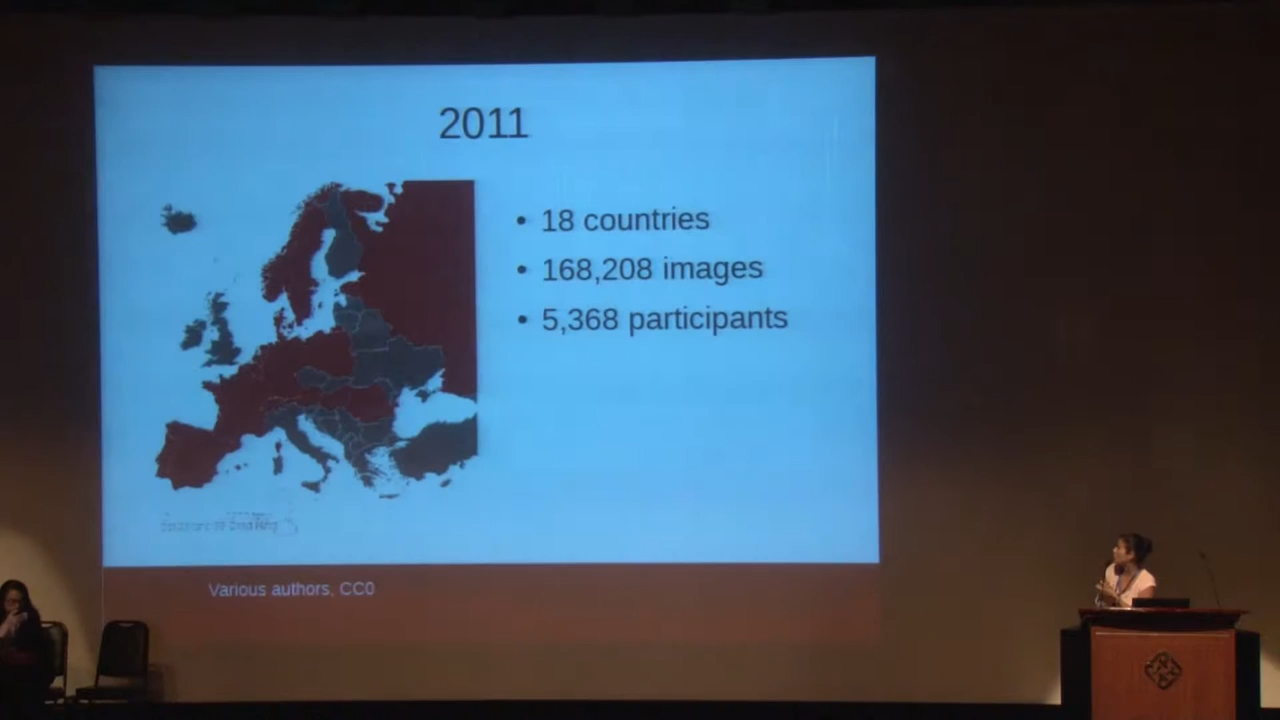 2011
• 18 countries
• 168,208 images
• 5,368 participants
Various authors, CC0